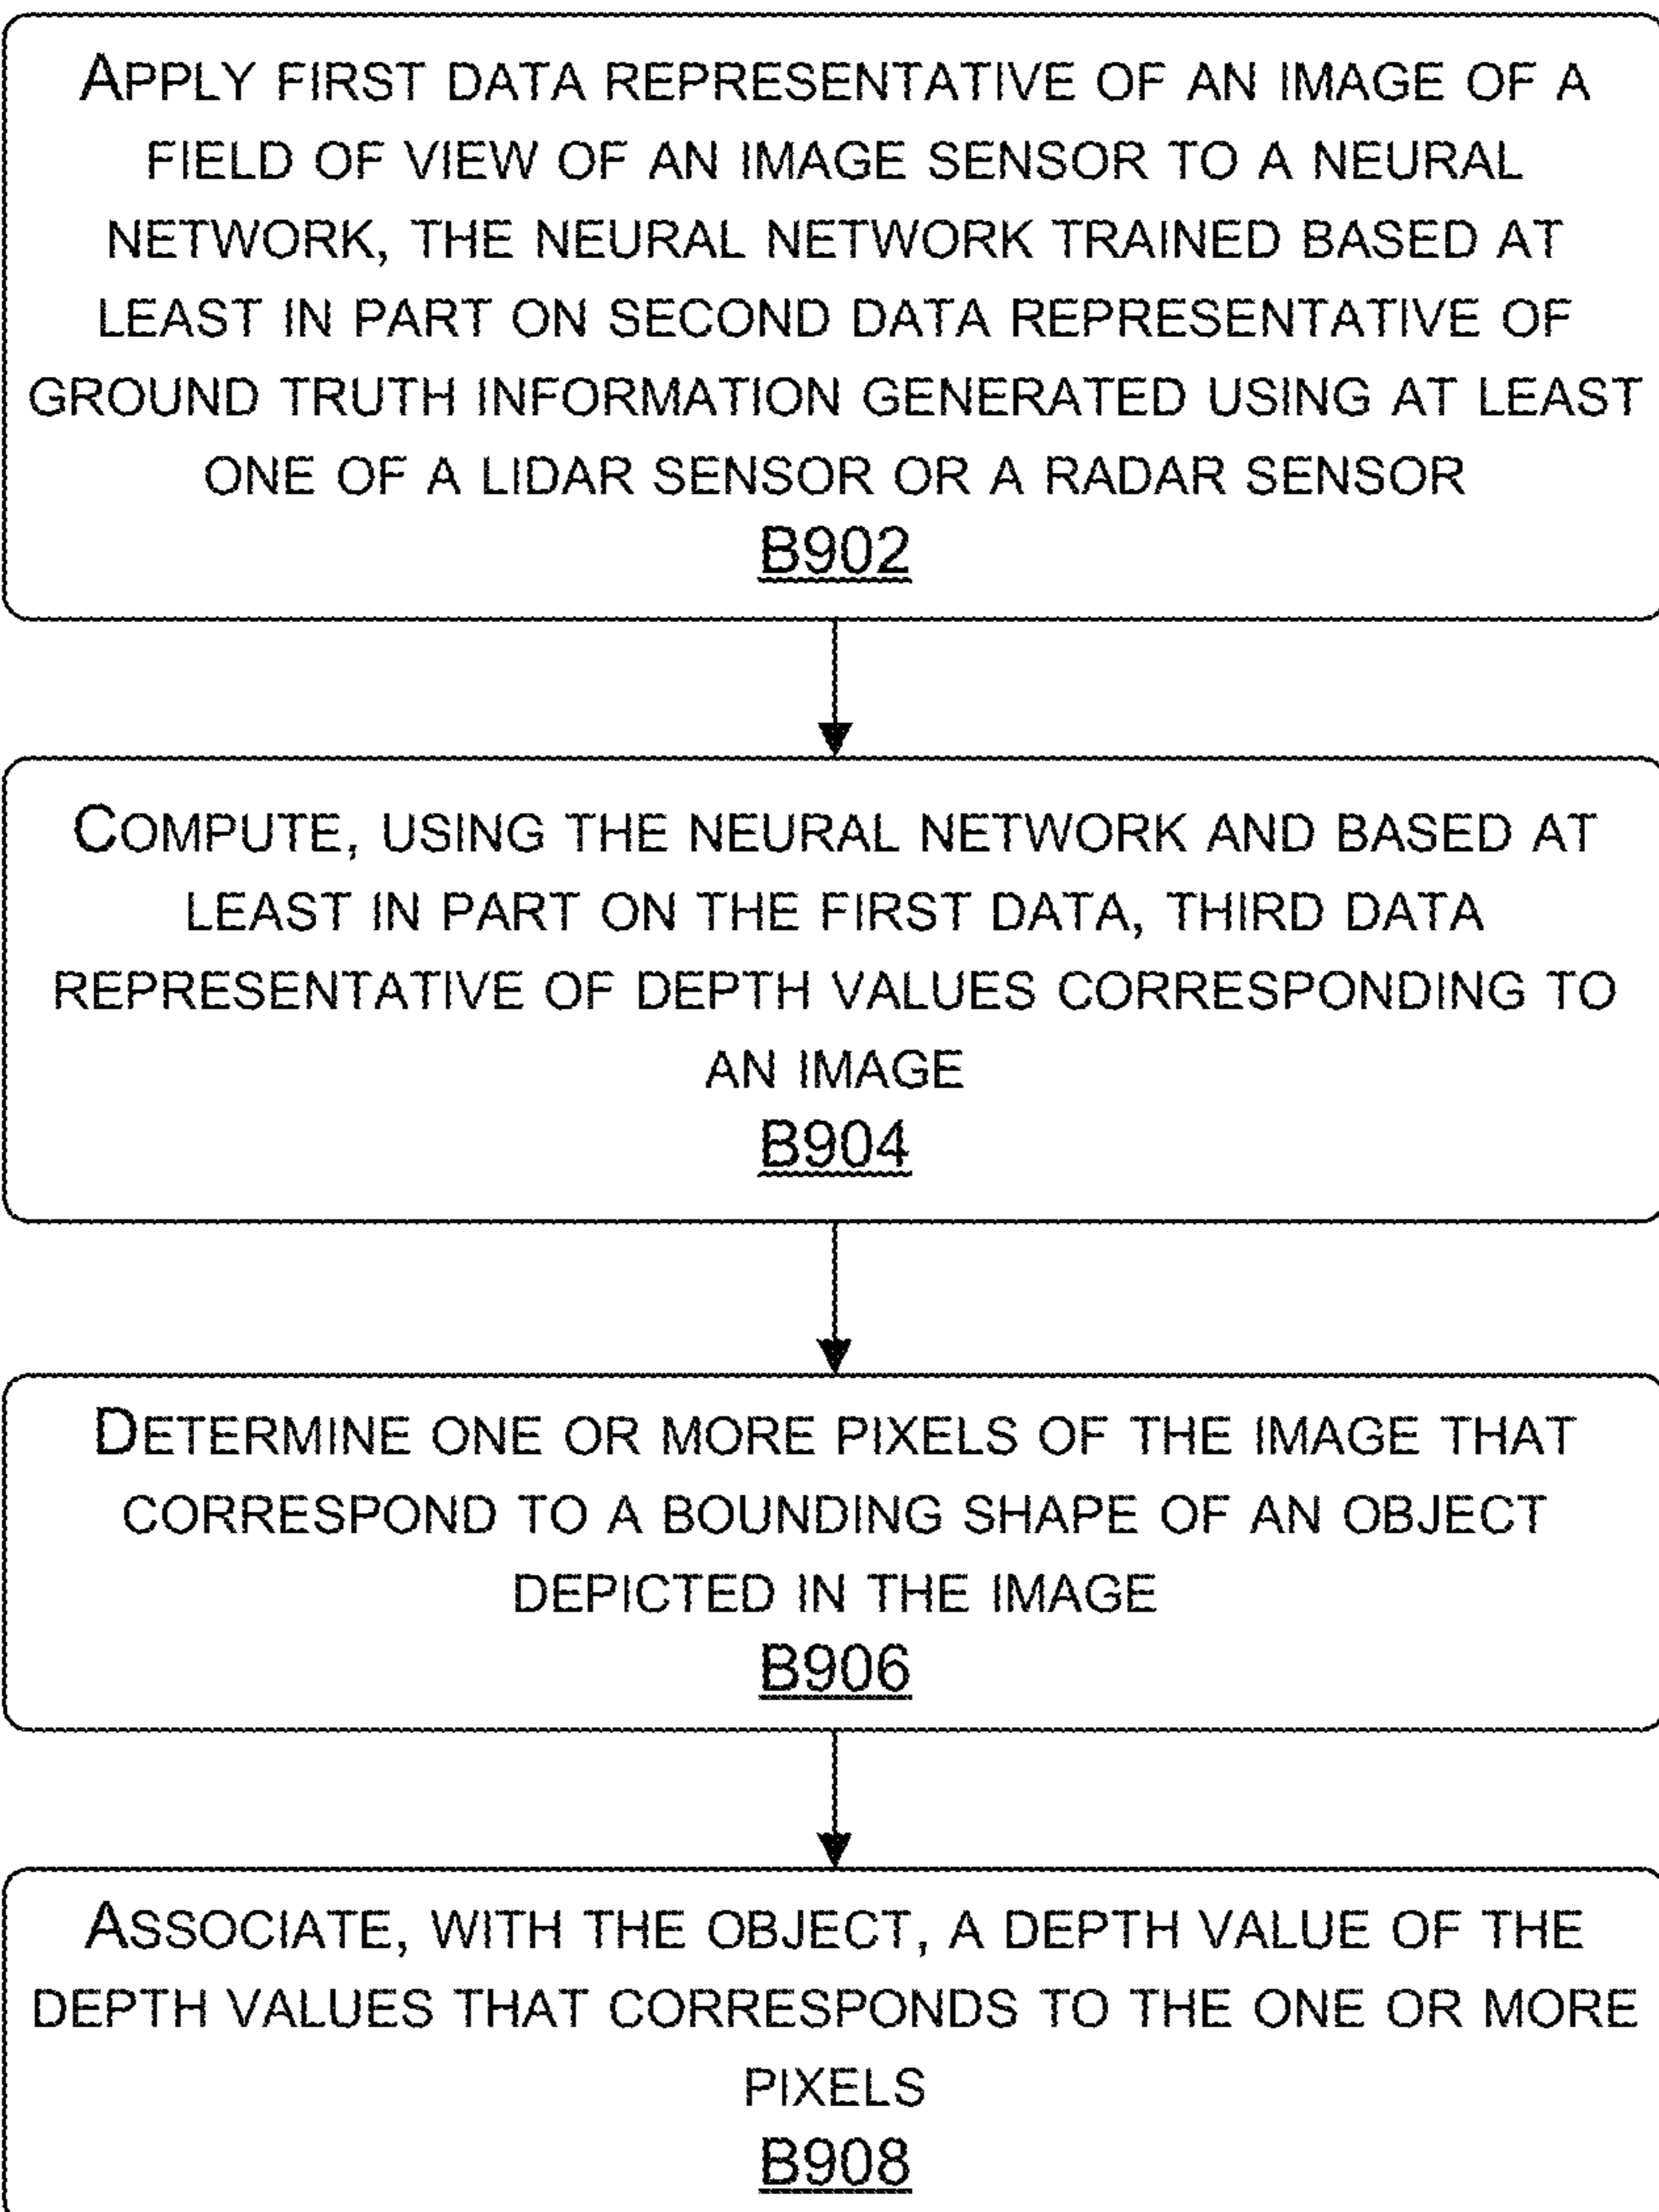 APPLY FIRST DATA REPRESENTATIVE OF AN IMAGE OF A
FIELD OF VIEW OF AN IMAGE SENSOR TO A NEURAL
NETWORK, THE NEURAL NETWORK TRAINED BASED AT
LEAST IN PART ON SECOND DATA REPRESENTATIVE OF
GROUND TRUTH INFORMATION GENERATED USING AT LEAST
ONE OF A LIDAR SENSOR OR A RADAR SENSOR
B902
COMPUTE, USING THE NEURAL NETWORK AND BASED AT
LEAST IN PART ON THE FIRST DATA, THIRD DATA
REPRESENTATIVE OF DEPTH VALUES CORRESPONDING TO
AN IMAGE
B904
DETERMINE ONE OR MORE PIXELS OF THE IMAGE THAT
CORRESPOND TO A BOUNDING SHAPE OF AN OBJECT
DEPICTED IN THE IMAGE
B906
ASSOCIATE, WITH THE OBJECT, A DEPTH VALUE OF THE
DEPTH VALUES THAT CORRESPONDS TO THE ONE OR MORE
PIXELS
B908